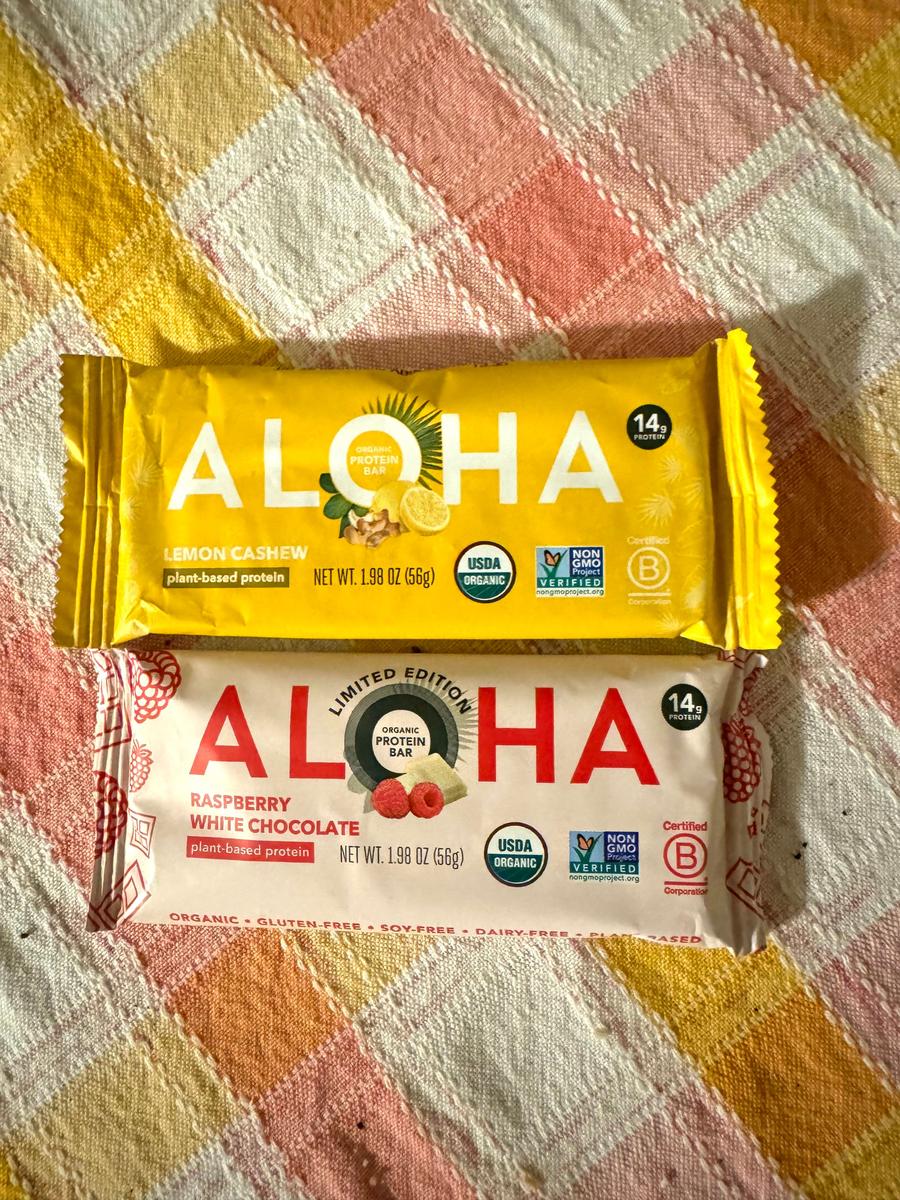 ALOHA
ORGANIC
PROTEIN
BAR
14g
PROTEIN
LEMON CASHEW
plant-based protein
NET WT. 1.98 OZ (56g)
USDA
ORGANIC
NON
GMO
Project
VERIFIED
nongmoproject.org
Certified
B
Corporation
LIMITED EDITION
ALOHA
ORGANIC
PROTEIN
BAR
14g
PROTEIN
RASPBERRY
WHITE CHOCOLATE
plant-based protein
NET WT. 1.98 OZ (56g)
USDA
ORGANIC
NON
GMO
Project
VERIFIED
nongmoproject.org
Certified
B
Corporation
ORGANIC • GLUTEN-FREE • SOY-FREE • DAIRY-FREE • PLANT-BASED